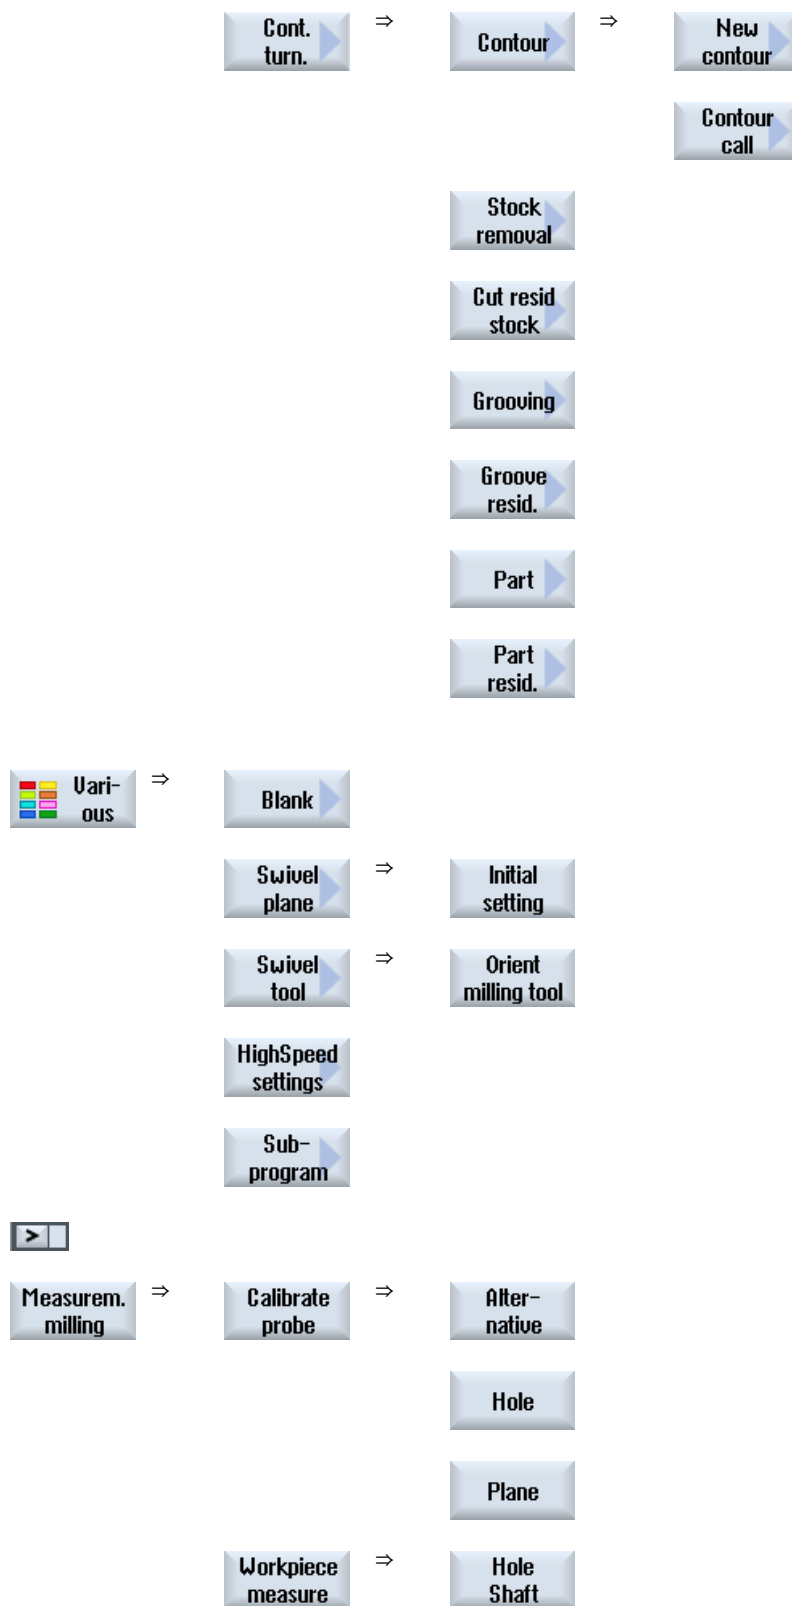 Cont.
turn.
⇒
Contour
⇒
New
contour
Contour
call
Stock
removal
Cut resid
stock
Grooving
Groove
resid.
Part
Part
resid.
Vari-
ous
⇒
Blank
Swivel
plane
⇒
Initial
setting
Swivel
tool
⇒
Orient
milling tool
HighSpeed
settings
Sub-
program
>
Measurem.
milling
⇒
Calibrate
probe
⇒
Alter-
native
Hole
Plane
Workpiece
measure
⇒
Hole
Shaft